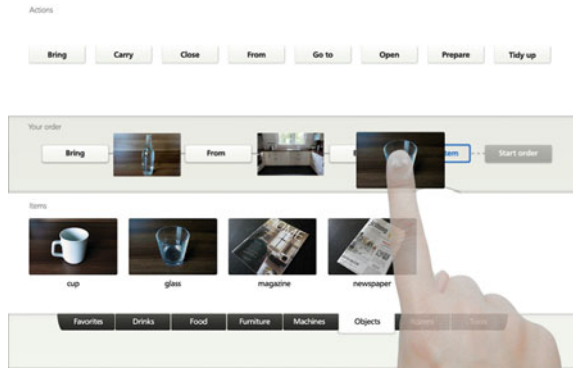 Actions
Bring Carry Close From Go to Open Prepare Tidy up
Your order
Bring From Start order
Items
cup glass magazine newspaper
Favorites Drinks Food Furniture Machines Objects